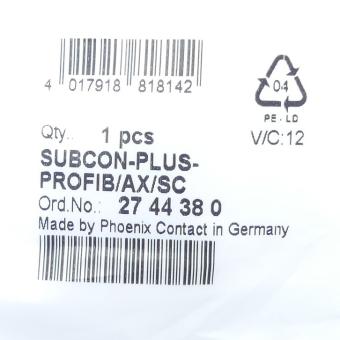 4 017918 818142
04
PE-LD
Qty.: 1 pcs
V/C:12
SUBCON-PLUS-
PROFIB/AX/SC
Ord.No.: 27 44 38 0
Made by Phoenix Contact in Germany